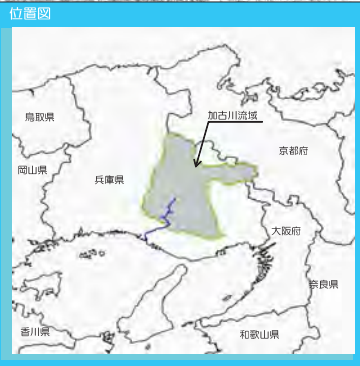 位置図
加古川流域
鳥取県
京都府
岡山県
兵庫県
大阪府
奈良県
香川県
和歌山県